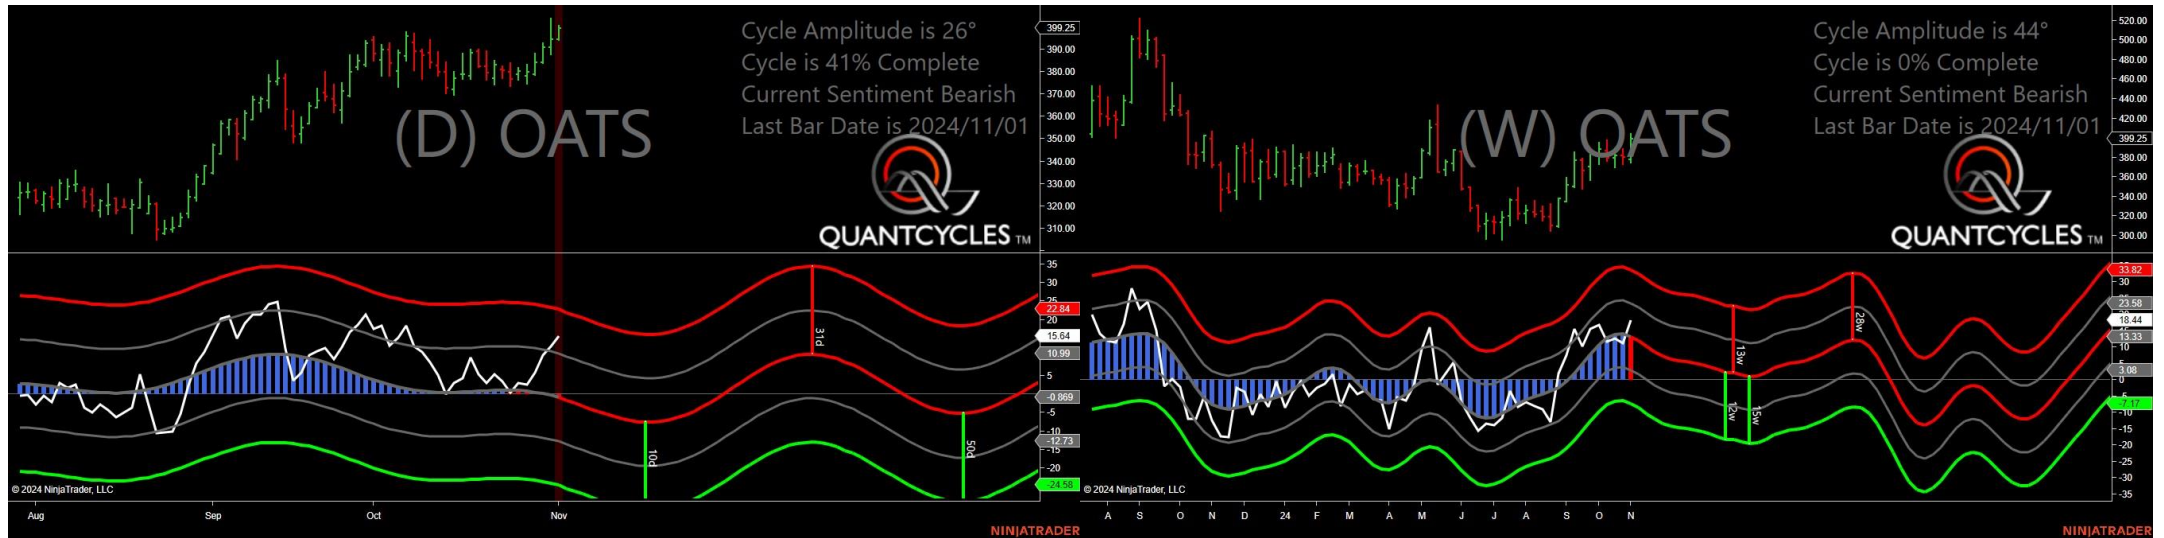 Cycle Amplitude is 26°
Cycle is 41% Complete
Current Sentiment Bearish
Last Bar Date is 2024/11/01
(D) OATS
QUANTCYCLES TM
399.25
390.00
380.00
370.00
360.00
350.00
340.00
330.00
320.00
310.00
35
30
25
22.84
20
15.64
10.99
5
-0.869
-5
-10
-12.73
-15
-20
-24.58
31d
10d
50d
© 2024 NinjaTrader, LLC
Aug Sep Oct Nov
NINJATRADER
Cycle Amplitude is 44°
Cycle is 0% Complete
Current Sentiment Bearish
Last Bar Date is 2024/11/01
(W) OATS
QUANTCYCLES TM
520.00
500.00
480.00
460.00
440.00
420.00
399.25
380.00
360.00
340.00
320.00
300.00
33.82
30
23.58
18.44
13.33
10
3.08
0
-5
-7.17
-10
-15
-20
-25
-30
-35
13w
28w
12w
15w
© 2024 NinjaTrader, LLC
A S O N D 24 F M A M J J A S O N
NINJATRADER